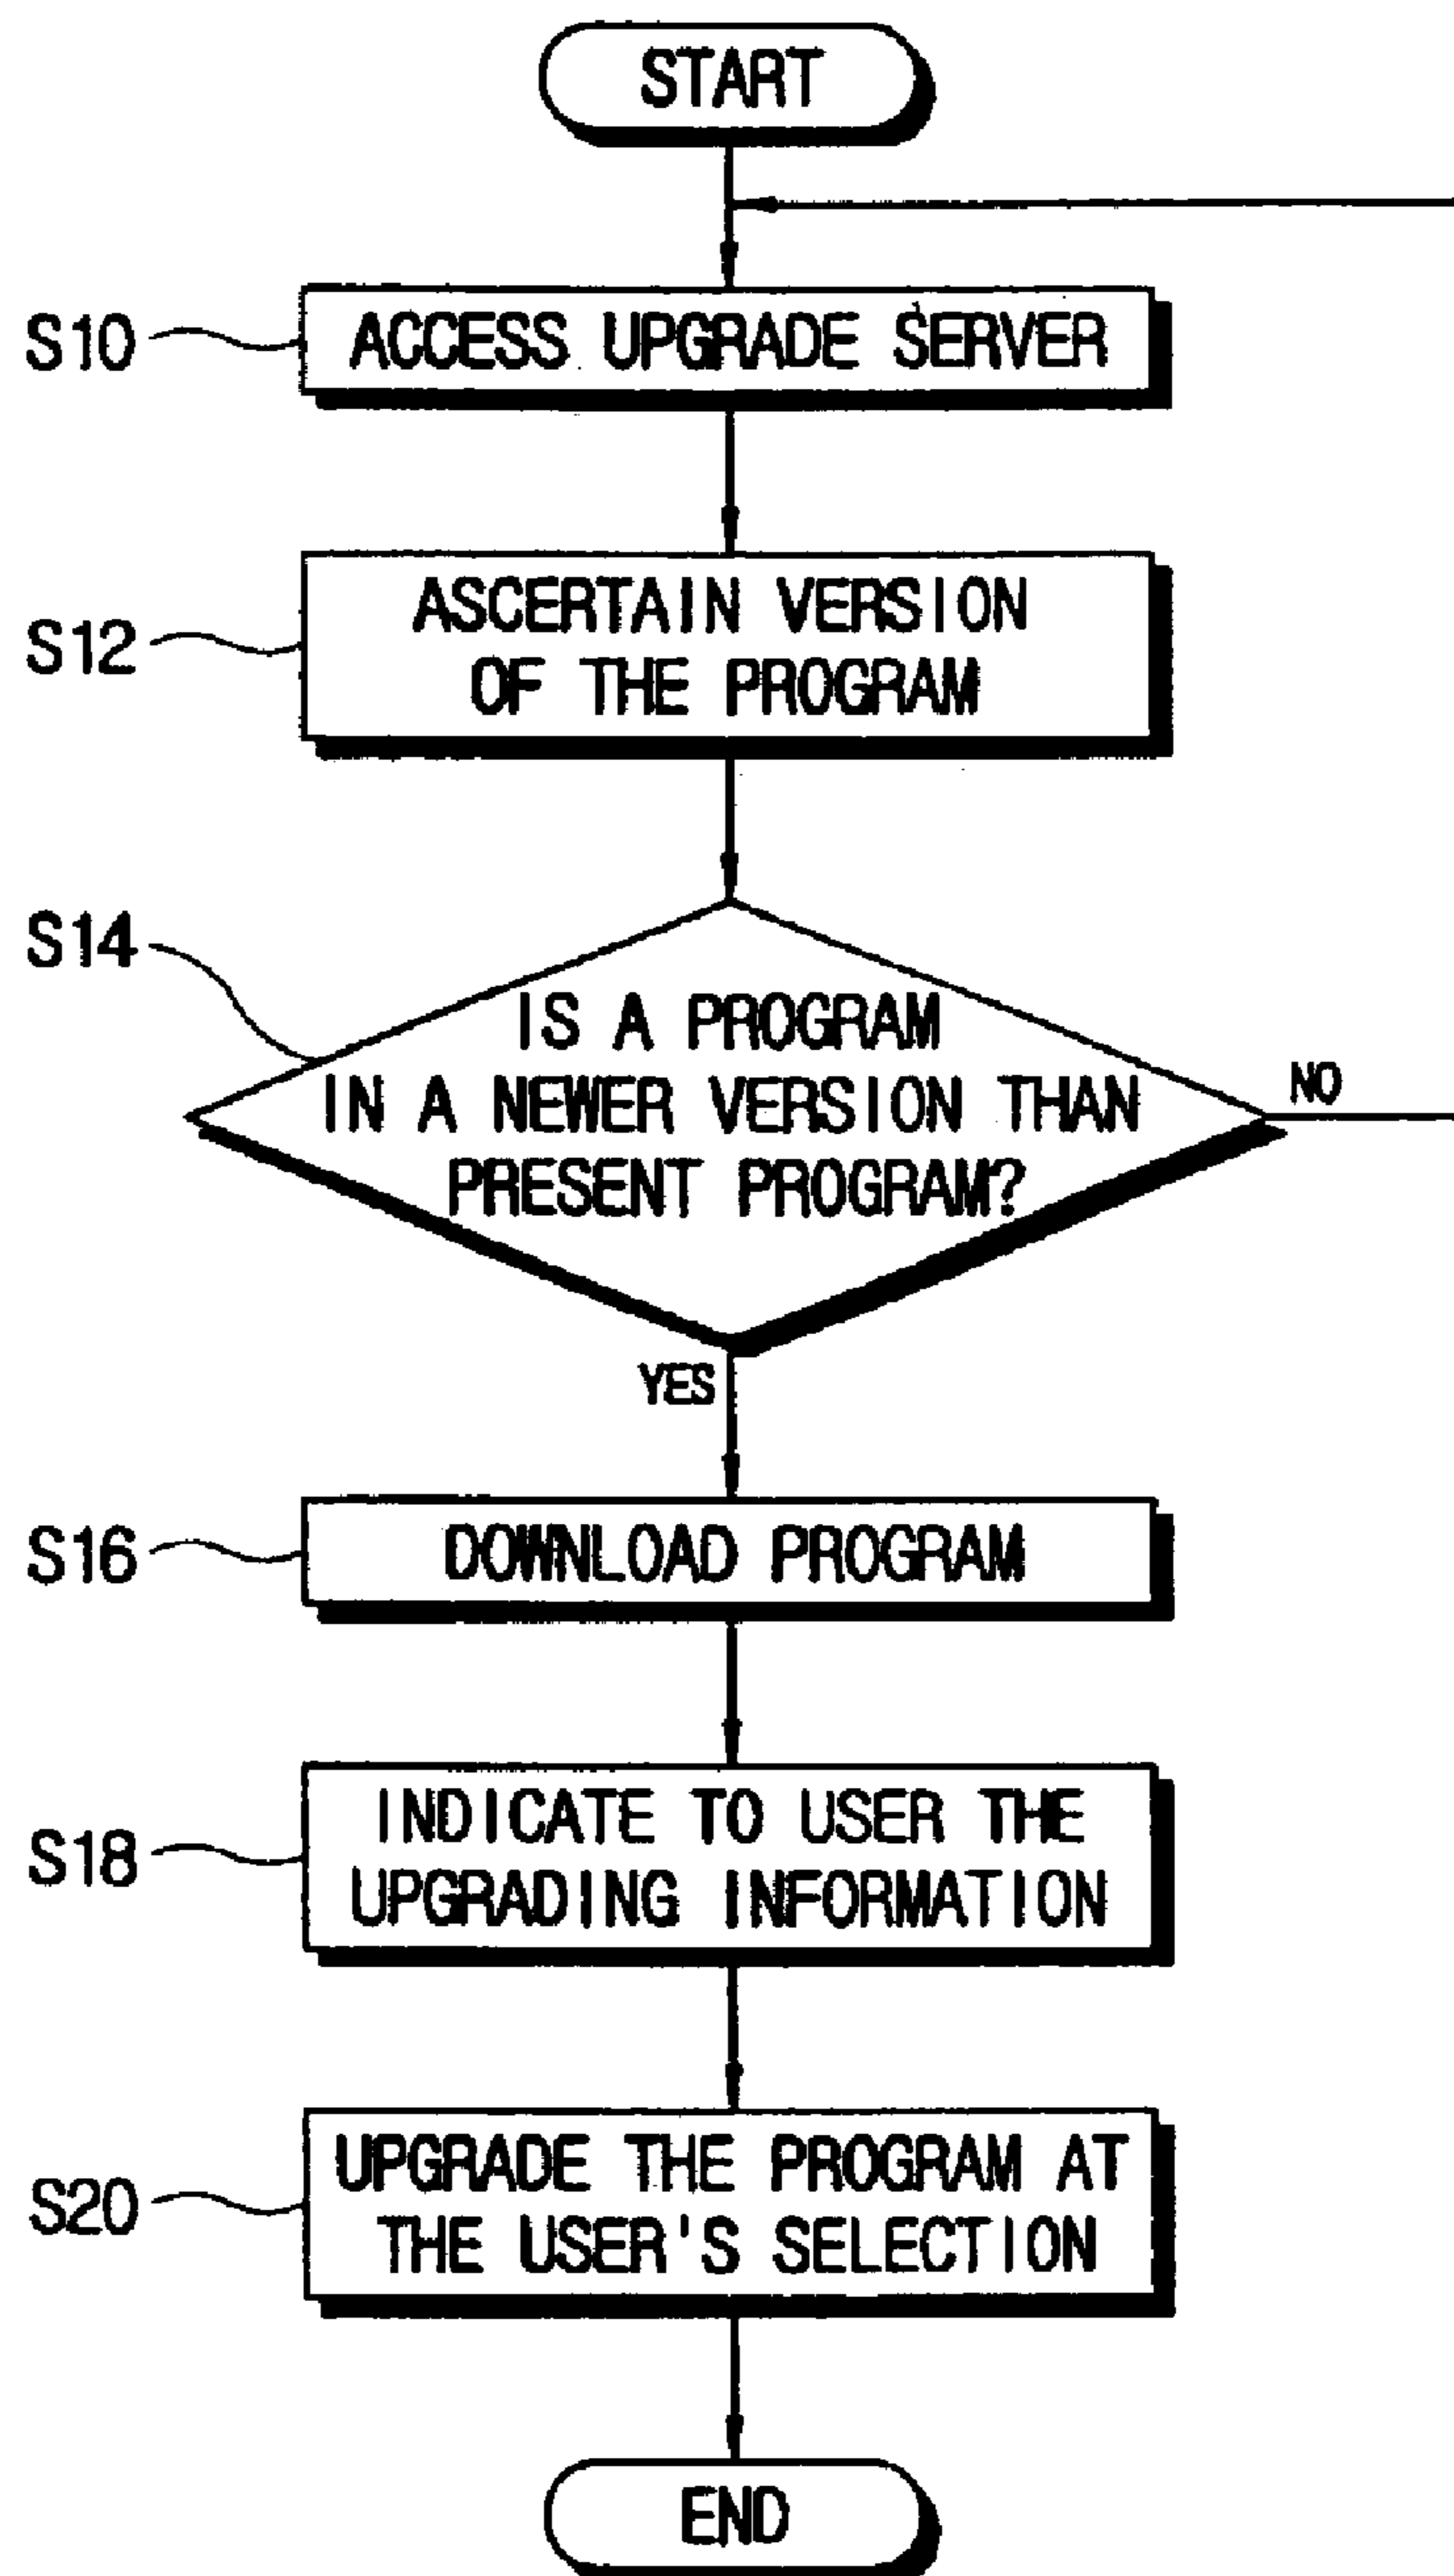 START
S10
ACCESS UPGRADE SERVER
S12
ASCERTAIN VERSION
OF THE PROGRAM
S14
IS A PROGRAM
IN A NEWER VERSION THAN
PRESENT PROGRAM?
NO
YES
S16
DOWNLOAD PROGRAM
S18
INDICATE TO USER THE
UPGRADING INFORMATION
S20
UPGRADE THE PROGRAM AT
THE USER'S SELECTION
END